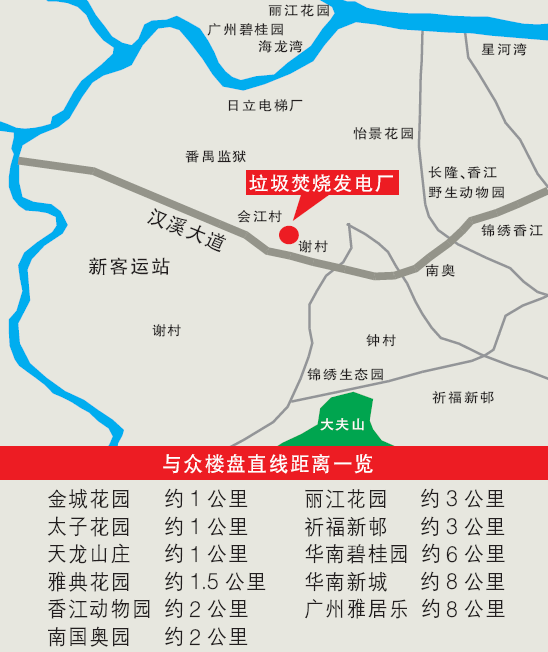 丽江花园
广州碧桂园
海龙湾
星河湾
日立电梯厂
怡景花园
番禺监狱
长隆、香江
野生动物园
垃圾焚烧发电厂
会江村
汉溪大道
谢村
锦绣香江
新客运站
南奥
谢村
钟村
锦绣生态园
祈福新邨
大夫山
与众楼盘直线距离一览
金城花园 约1公里
太子花园 约1公里
天龙山庄 约1公里
雅典花园 约1.5公里
香江动物园 约2公里
南国奥园 约2公里
丽江花园 约3公里
祈福新邨 约3公里
华南碧桂园 约6公里
华南新城 约8公里
广州雅居乐 约8公里